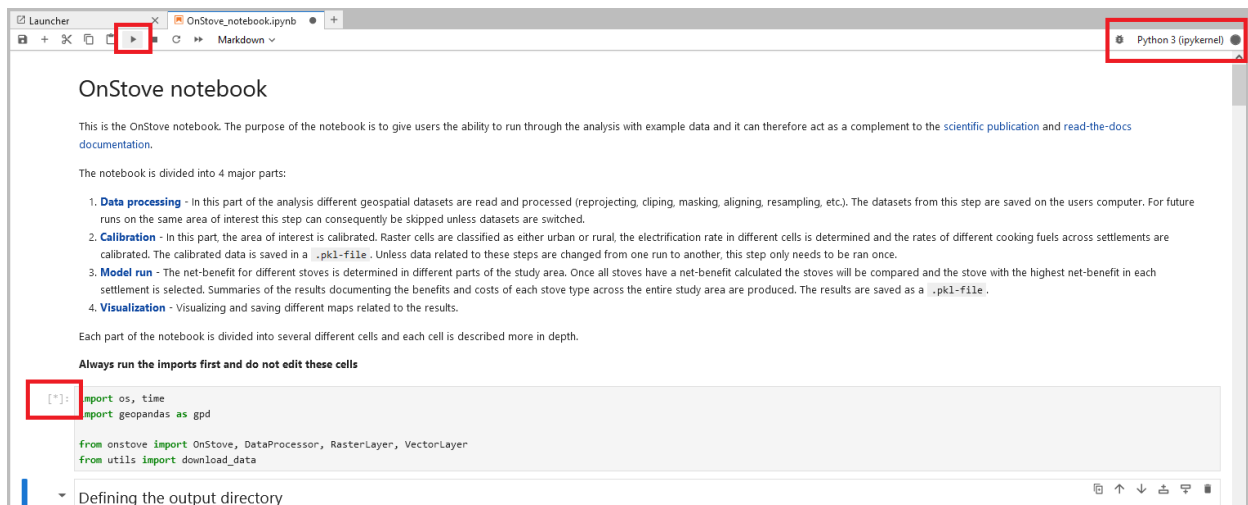 Launcher
OnStove_notebook.ipynb
Markdown
Python 3 (ipykernel)
OnStove notebook
This is the OnStove notebook. The purpose of the notebook is to give users the ability to run through the analysis with example data and it can therefore act as a complement to the scientific publication and read-the-docs
documentation.
The notebook is divided into 4 major parts:
1. Data processing - In this part of the analysis different geospatial datasets are read and processed (reprojecting, cliping, masking, aligning, resampling, etc.). The datasets from this step are saved on the users computer. For future
runs on the same area of interest this step can consequently be skipped unless datasets are switched.
2. Calibration - In this part, the area of interest is calibrated. Raster cells are classified as either urban or rural, the electrification rate in different cells is determined and the rates of different cooking fuels across settlements are
calibrated. The calibrated data is saved in a .pkl-file. Unless data related to these steps are changed from one run to another, this step only needs to be ran once.
3. Model run - The net-benefit for different stoves is determined in different parts of the study area. Once all stoves have a net-benefit calculated the stoves will be compared and the stove with the highest net-benefit in each
settlement is selected. Summaries of the results documenting the benefits and costs of each stove type across the entire study area are produced. The results are saved as a .pkl-file.
4. Visualization - Visualizing and saving different maps related to the results.
Each part of the notebook is divided into several different cells and each cell is described more in depth.
Always run the imports first and do not edit these cells
[*]: import os, time
import geopandas as gpd
from onstove import OnStove, DataProcessor, RasterLayer, VectorLayer
from utils import download_data
Defining the output directory